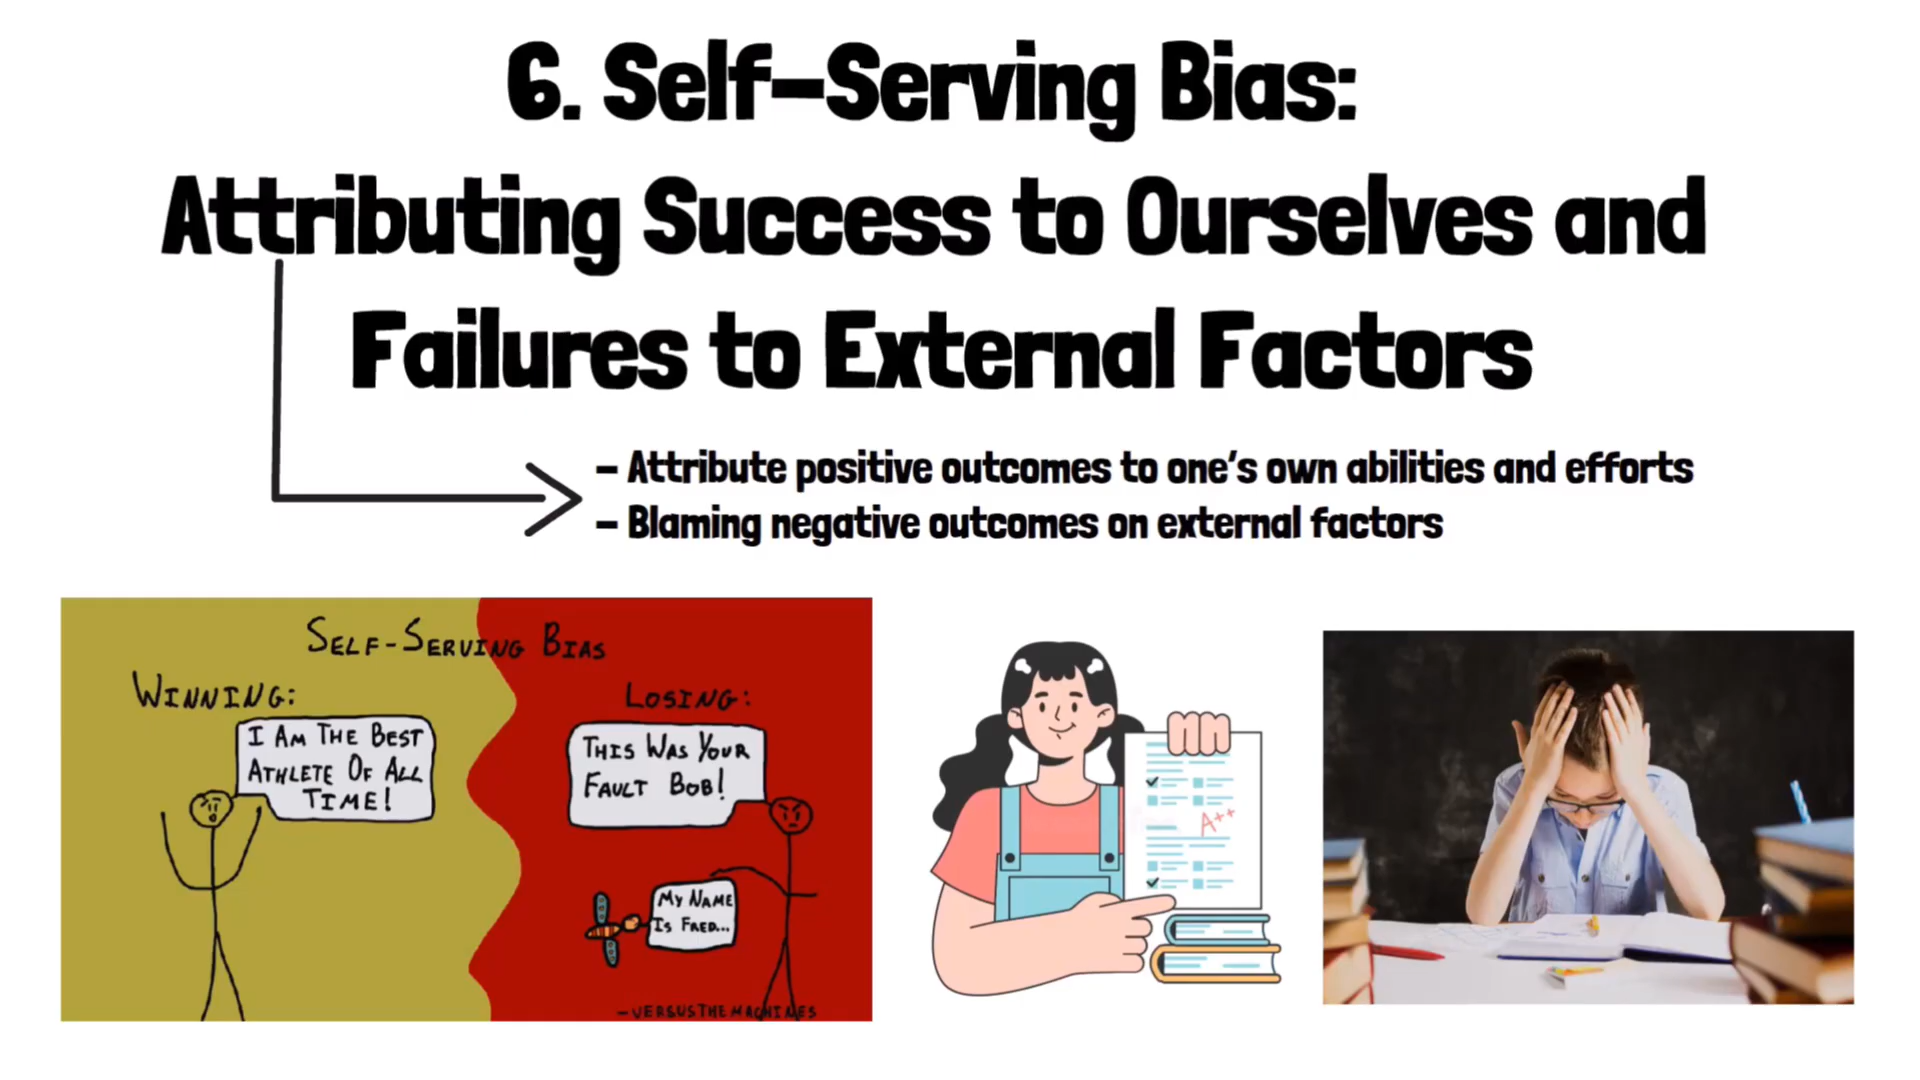 6. Self-Serving Bias:
Attributing Success to Ourselves and
Failures to External Factors
- Attribute positive outcomes to one's own abilities and efforts
- Blaming negative outcomes on external factors
SELF-SERVING BIAS
WINNING:
I AM THE BEST
ATHLETE OF ALL
TIME!
LOSING:
THIS WAS YOUR
FAULT BOB!
MY NAME
IS FRED...
-VERSUSTHEMACHINES
A++